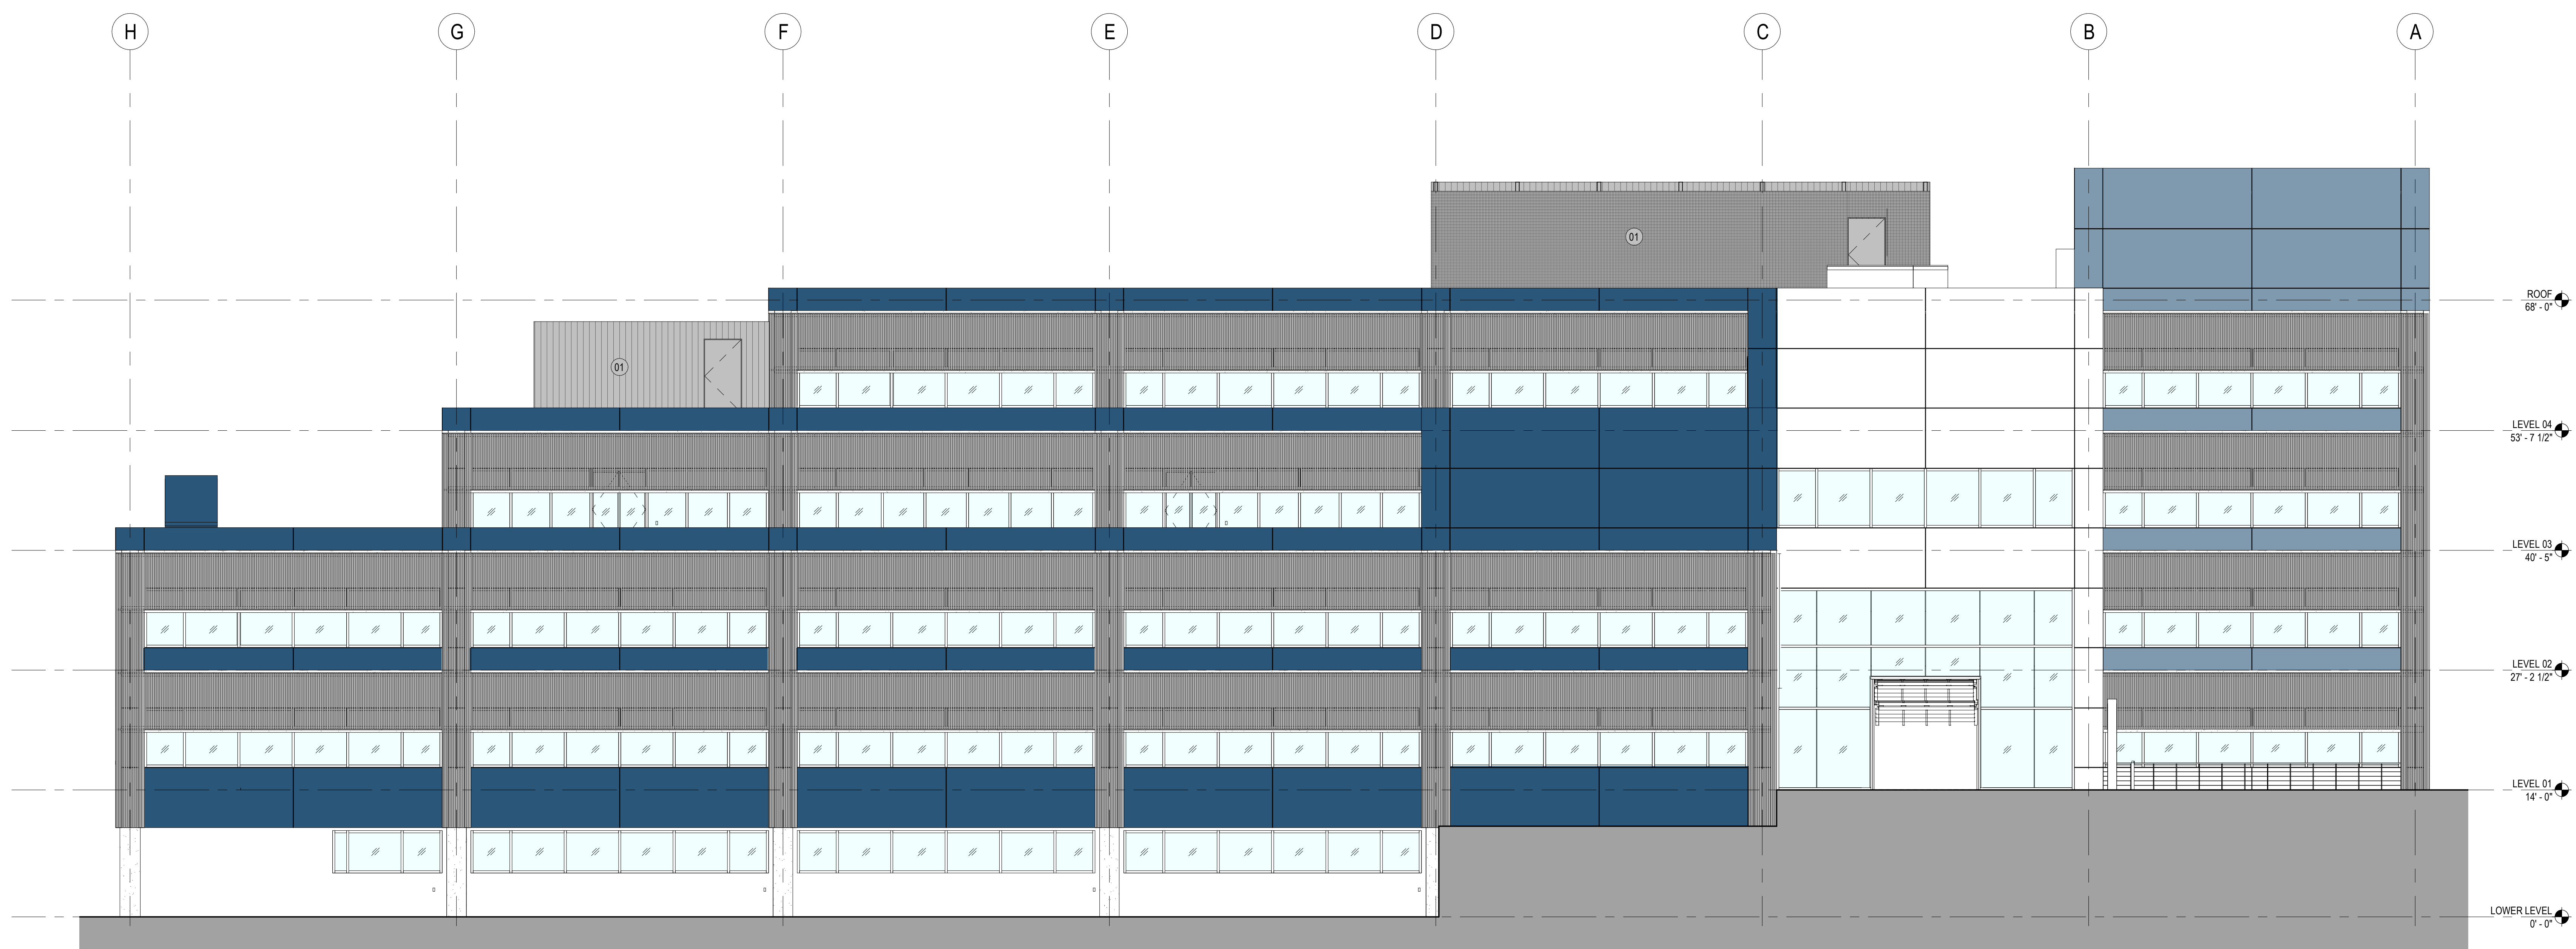 H G F E D C B A
01
ROOF
68' - 0"
01
LEVEL 04
53' - 7 1/2"
LEVEL 03
40' - 5"
LEVEL 02
27' - 2 1/2"
LEVEL 01
14' - 0"
LOWER LEVEL
0' - 0"